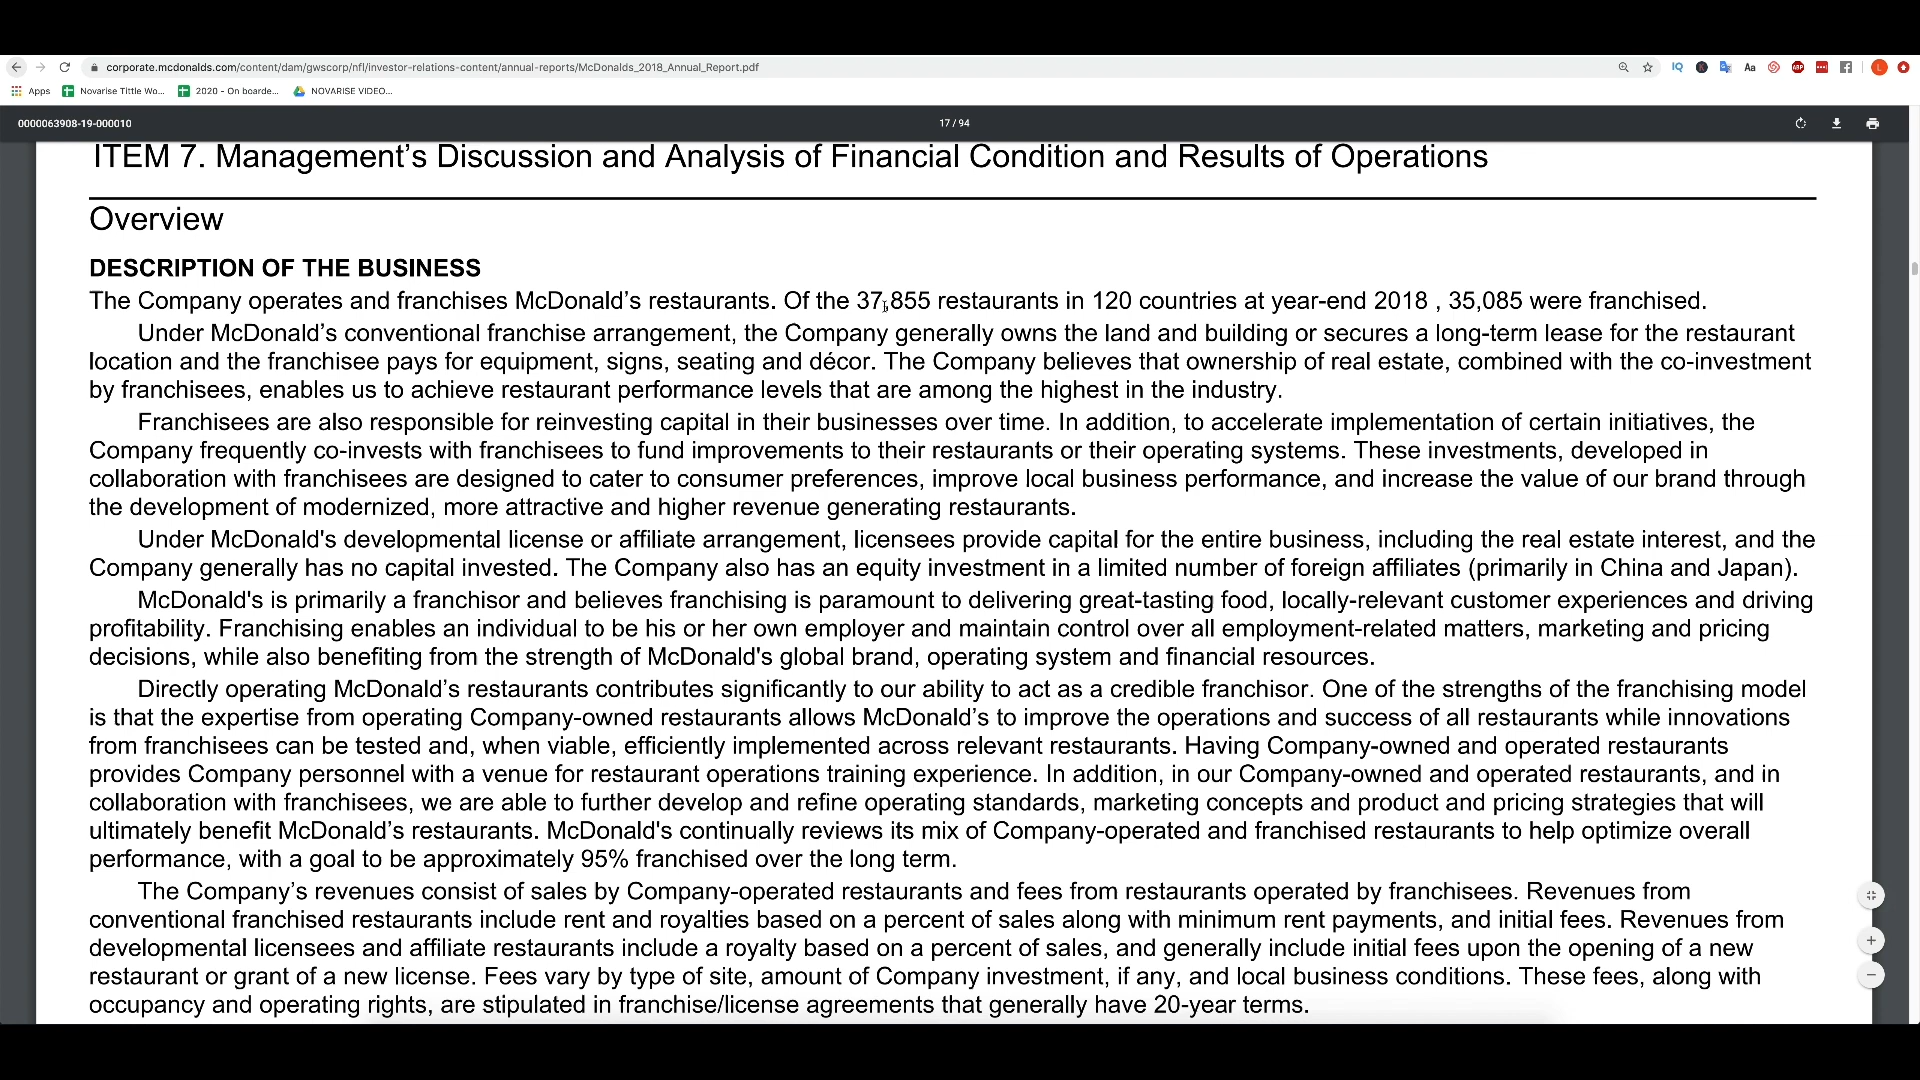 corporate.mcdonalds.com/content/dam/gwscorp/nfl/investor-relations-content/annual-reports/McDonalds_2018_Annual_Report.pdf
IQ
Aa
ABP
L
Apps
Novarise Tittle Wo...
2020 - On boarde...
NOVARISE VIDEO...
0000063908-19-000010
17 / 94
ITEM 7. Management's Discussion and Analysis of Financial Condition and Results of Operations
Overview
DESCRIPTION OF THE BUSINESS
The Company operates and franchises McDonald's restaurants. Of the 37,855 restaurants in 120 countries at year-end 2018 , 35,085 were franchised.
Under McDonald's conventional franchise arrangement, the Company generally owns the land and building or secures a long-term lease for the restaurant
location and the franchisee pays for equipment, signs, seating and décor. The Company believes that ownership of real estate, combined with the co-investment
by franchisees, enables us to achieve restaurant performance levels that are among the highest in the industry.
Franchisees are also responsible for reinvesting capital in their businesses over time. In addition, to accelerate implementation of certain initiatives, the
Company frequently co-invests with franchisees to fund improvements to their restaurants or their operating systems. These investments, developed in
collaboration with franchisees are designed to cater to consumer preferences, improve local business performance, and increase the value of our brand through
the development of modernized, more attractive and higher revenue generating restaurants.
Under McDonald's developmental license or affiliate arrangement, licensees provide capital for the entire business, including the real estate interest, and the
Company generally has no capital invested. The Company also has an equity investment in a limited number of foreign affiliates (primarily in China and Japan).
McDonald's is primarily a franchisor and believes franchising is paramount to delivering great-tasting food, locally-relevant customer experiences and driving
profitability. Franchising enables an individual to be his or her own employer and maintain control over all employment-related matters, marketing and pricing
decisions, while also benefiting from the strength of McDonald's global brand, operating system and financial resources.
Directly operating McDonald's restaurants contributes significantly to our ability to act as a credible franchisor. One of the strengths of the franchising model
is that the expertise from operating Company-owned restaurants allows McDonald's to improve the operations and success of all restaurants while innovations
from franchisees can be tested and, when viable, efficiently implemented across relevant restaurants. Having Company-owned and operated restaurants
provides Company personnel with a venue for restaurant operations training experience. In addition, in our Company-owned and operated restaurants, and in
collaboration with franchisees, we are able to further develop and refine operating standards, marketing concepts and product and pricing strategies that will
ultimately benefit McDonald's restaurants. McDonald's continually reviews its mix of Company-operated and franchised restaurants to help optimize overall
performance, with a goal to be approximately 95% franchised over the long term.
The Company's revenues consist of sales by Company-operated restaurants and fees from restaurants operated by franchisees. Revenues from
conventional franchised restaurants include rent and royalties based on a percent of sales along with minimum rent payments, and initial fees. Revenues from
developmental licensees and affiliate restaurants include a royalty based on a percent of sales, and generally include initial fees upon the opening of a new
restaurant or grant of a new license. Fees vary by type of site, amount of Company investment, if any, and local business conditions. These fees, along with
occupancy and operating rights, are stipulated in franchise/license agreements that generally have 20-year terms.